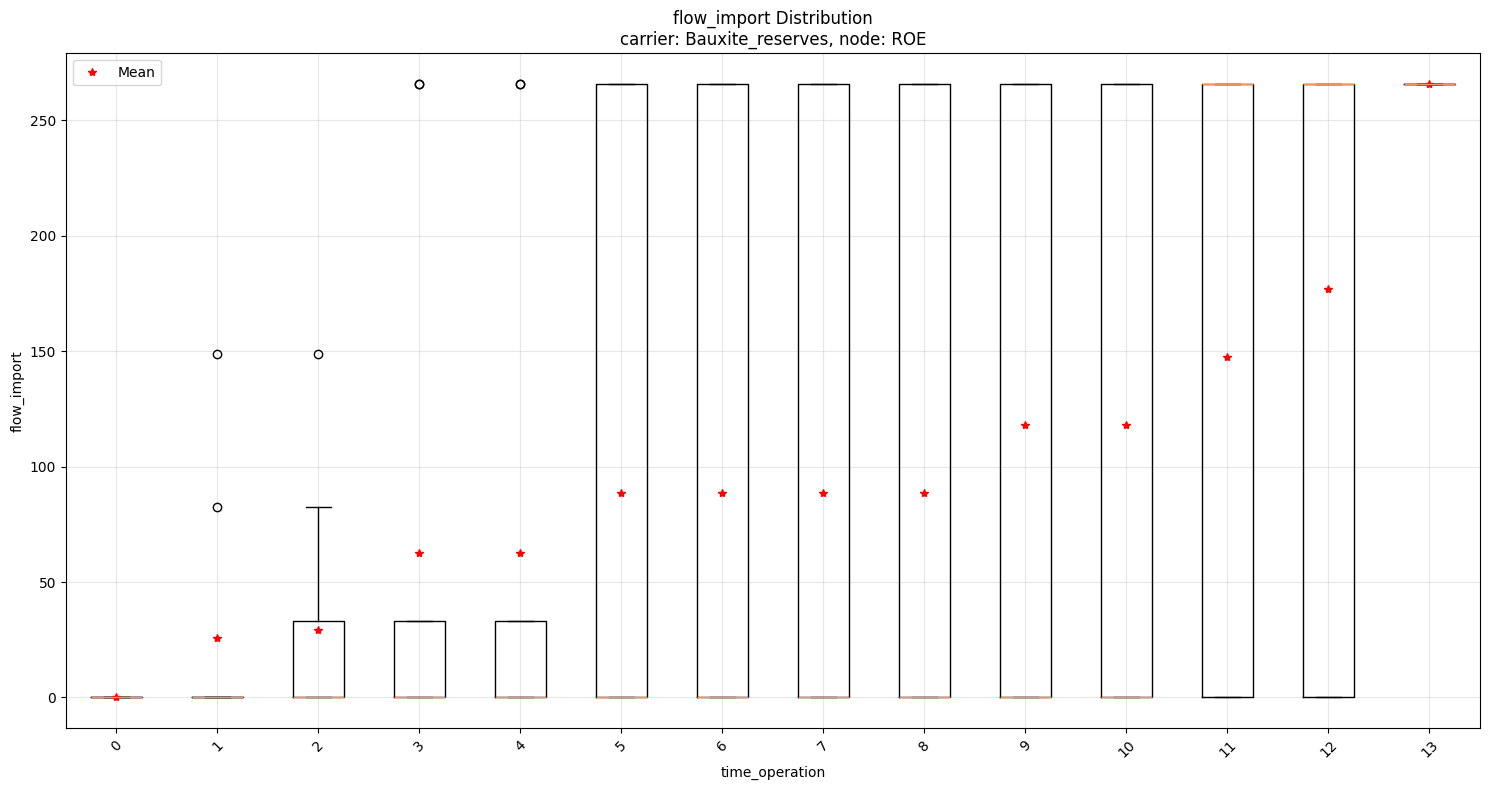 flow_import Distribution
carrier: Bauxite_reserves, node: ROE
Mean
flow_import
250
200
150
100
50
0
0 1 2 3 4 5 6 7 8 9 10 11 12 13
time_operation